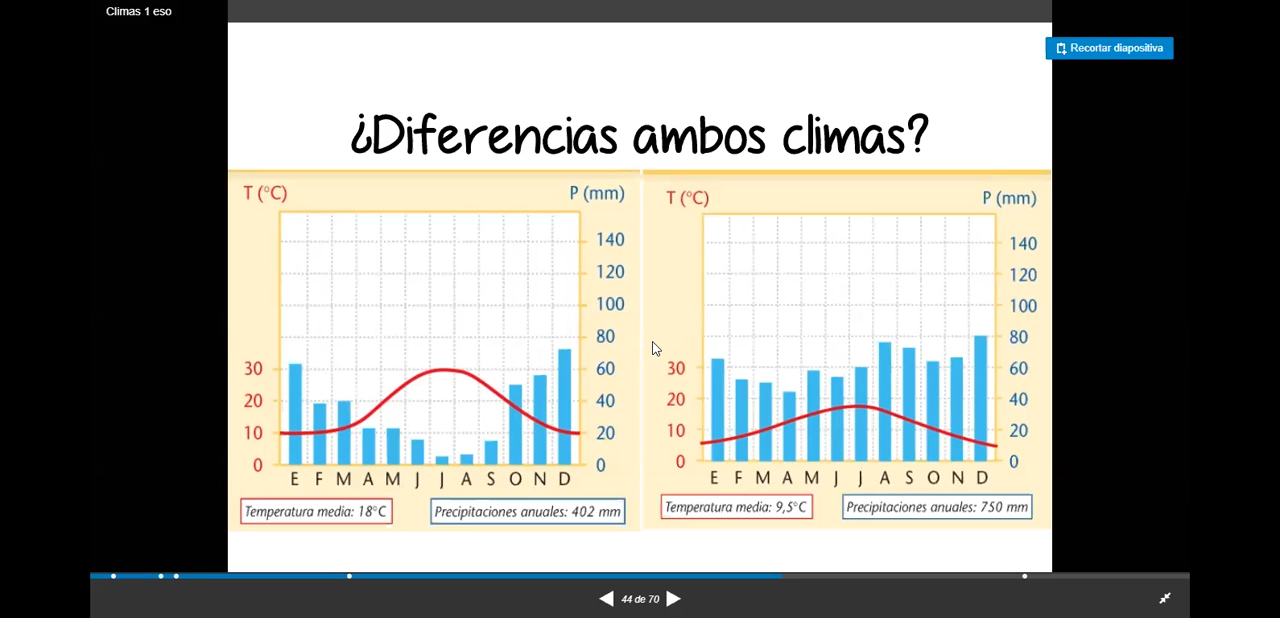 Climas 1 eso
Recortar diapositiva
¿Diferencias ambos climas?
T (°C)
P (mm)
140
120
100
80
30
60
20
40
10
20
0
0
E F M A M J J A S O N D
Temperatura media: 18°C
Precipitaciones anuales: 402 mm
T (°C)
P (mm)
140
120
100
80
30
60
20
40
10
20
0
0
E F M A M J J A S O N D
Temperatura media: 9,5°C
Precipitaciones anuales: 750 mm
44 de 70